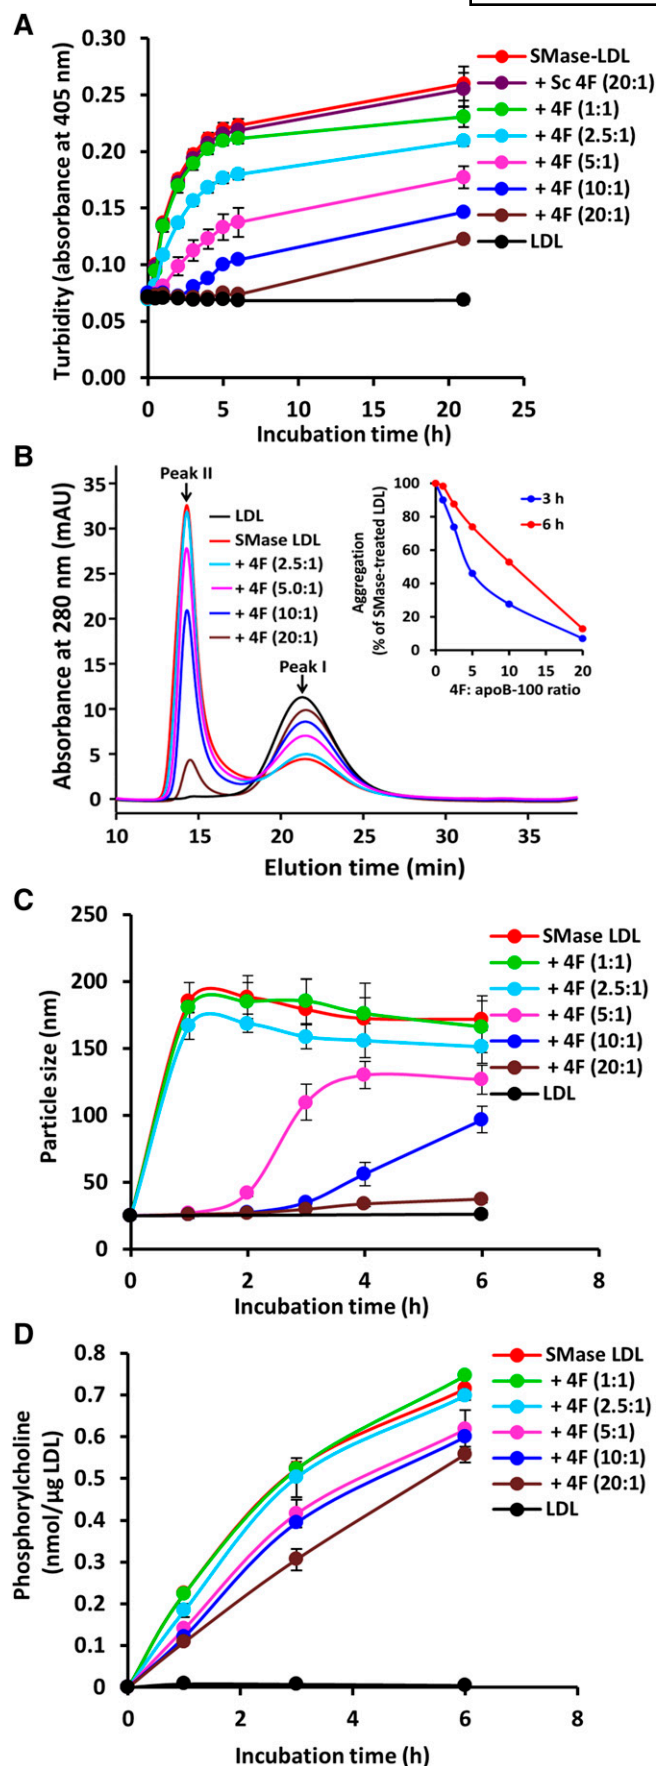 A
Turbidity (absorbance at 405 nm)
0.30
0.25
0.20
0.15
0.10
0.05
0.00
0 5 10 15 20 25
Incubation time (h)
SMase-LDL
+ Sc 4F (20:1)
+ 4F (1:1)
+ 4F (2.5:1)
+ 4F (5:1)
+ 4F (10:1)
+ 4F (20:1)
LDL
B
Absorbance at 280 nm (mAU)
35
30
25
20
15
10
5
0
10 15 20 25 30 35
Elution time (min)
Peak II
LDL
SMase LDL
+ 4F (2.5:1)
+ 4F (5.0:1)
+ 4F (10:1)
+ 4F (20:1)
Peak I
Aggregation
(% of SMase-treated LDL)
100
80
60
40
20
0
0 5 10 15 20
4F: apoB-100 ratio
3 h
6 h
C
Particle size (nm)
250
200
150
100
50
0
0 2 4 6 8
Incubation time (h)
SMase LDL
+ 4F (1:1)
+ 4F (2.5:1)
+ 4F (5:1)
+ 4F (10:1)
+ 4F (20:1)
LDL
D
Phosphorylcholine
(nmol/µg LDL)
0.8
0.7
0.6
0.5
0.4
0.3
0.2
0.1
0
0 2 4 6 8
Incubation time (h)
SMase LDL
+ 4F (1:1)
+ 4F (2.5:1)
+ 4F (5:1)
+ 4F (10:1)
+ 4F (20:1)
LDL